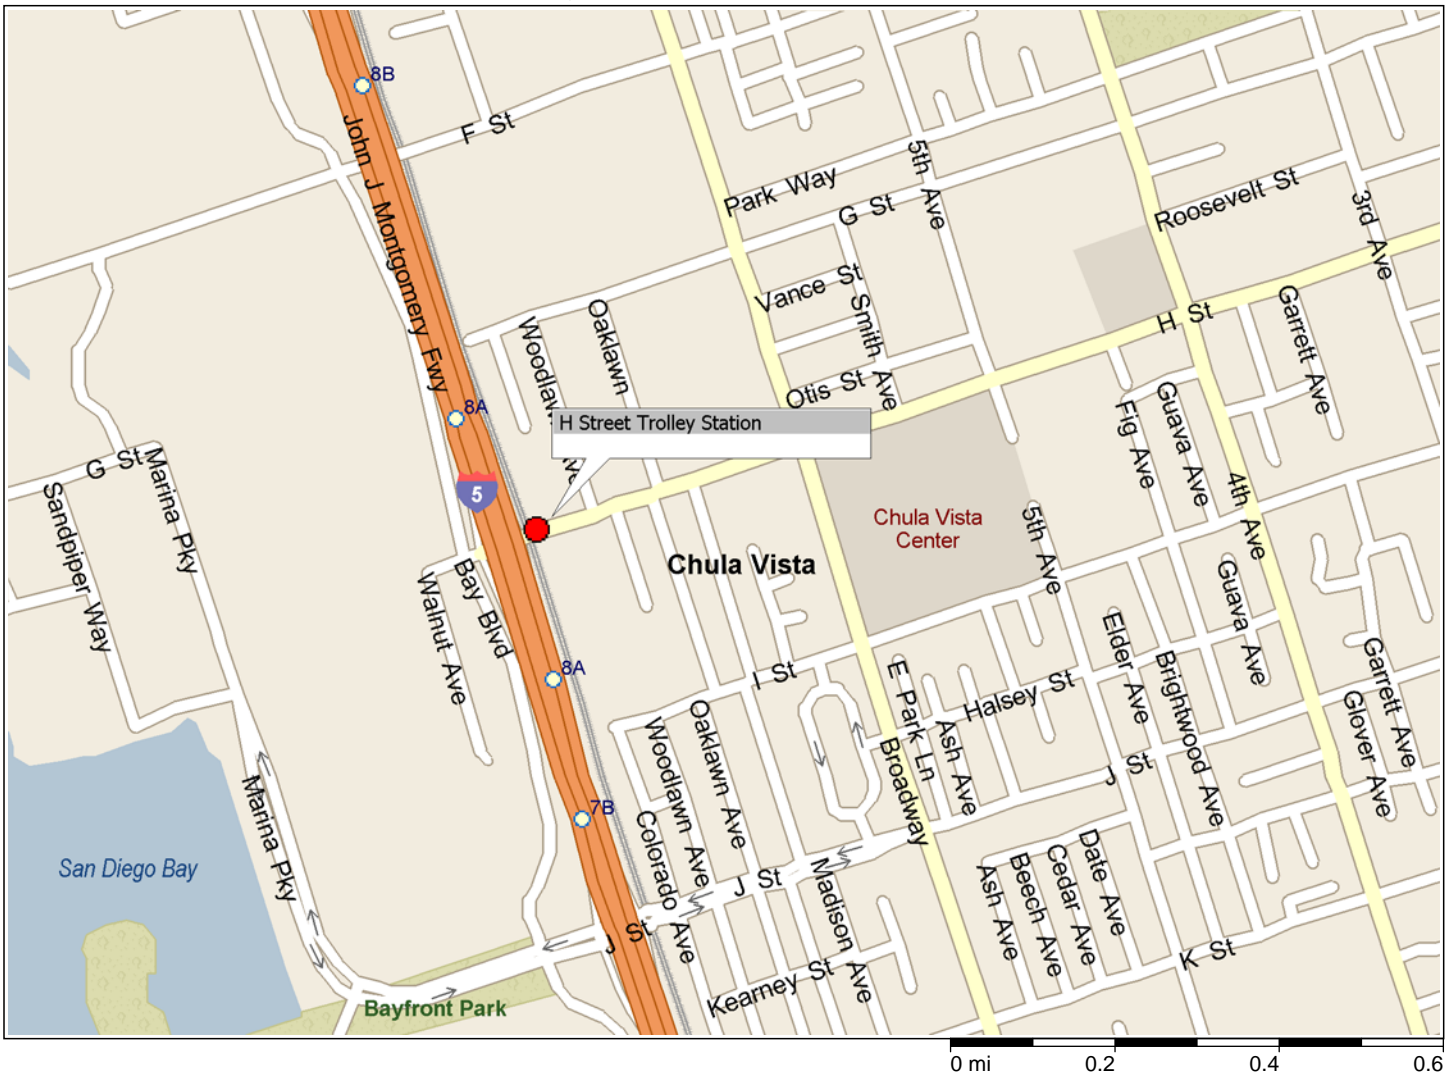 8B
John J Montgomery Fwy
F St
5th Ave
Park Way
G St
Roosevelt St
3rd Ave
Vance St
Smith Ave
H St
Garrett Ave
Oaklawn
Otis St
8A
H Street Trolley Station
Fig Ave
Guava Ave
G St
Marina Pky
Sandpiper Way
5
Chula Vista
Center
5th Ave
4th Ave
Chula Vista
Bay Blvd
Walnut Ave
Guava Ave
8A
I St
E Park Ln
Halsey St
Elder Ave
Brightwood Ave
Garrett Ave
Glover Ave
Oaklawn Ave
Woodlawn Ave
Ash Ave
Broadway
J St
7B
Marina Pky
Colorado Ave
San Diego Bay
J St
Madison Ave
Ash Ave
Beech Ave
Cedar Ave
Date Ave
J St
K St
Kearney St
Bayfront Park
0 mi 0.2 0.4 0.6